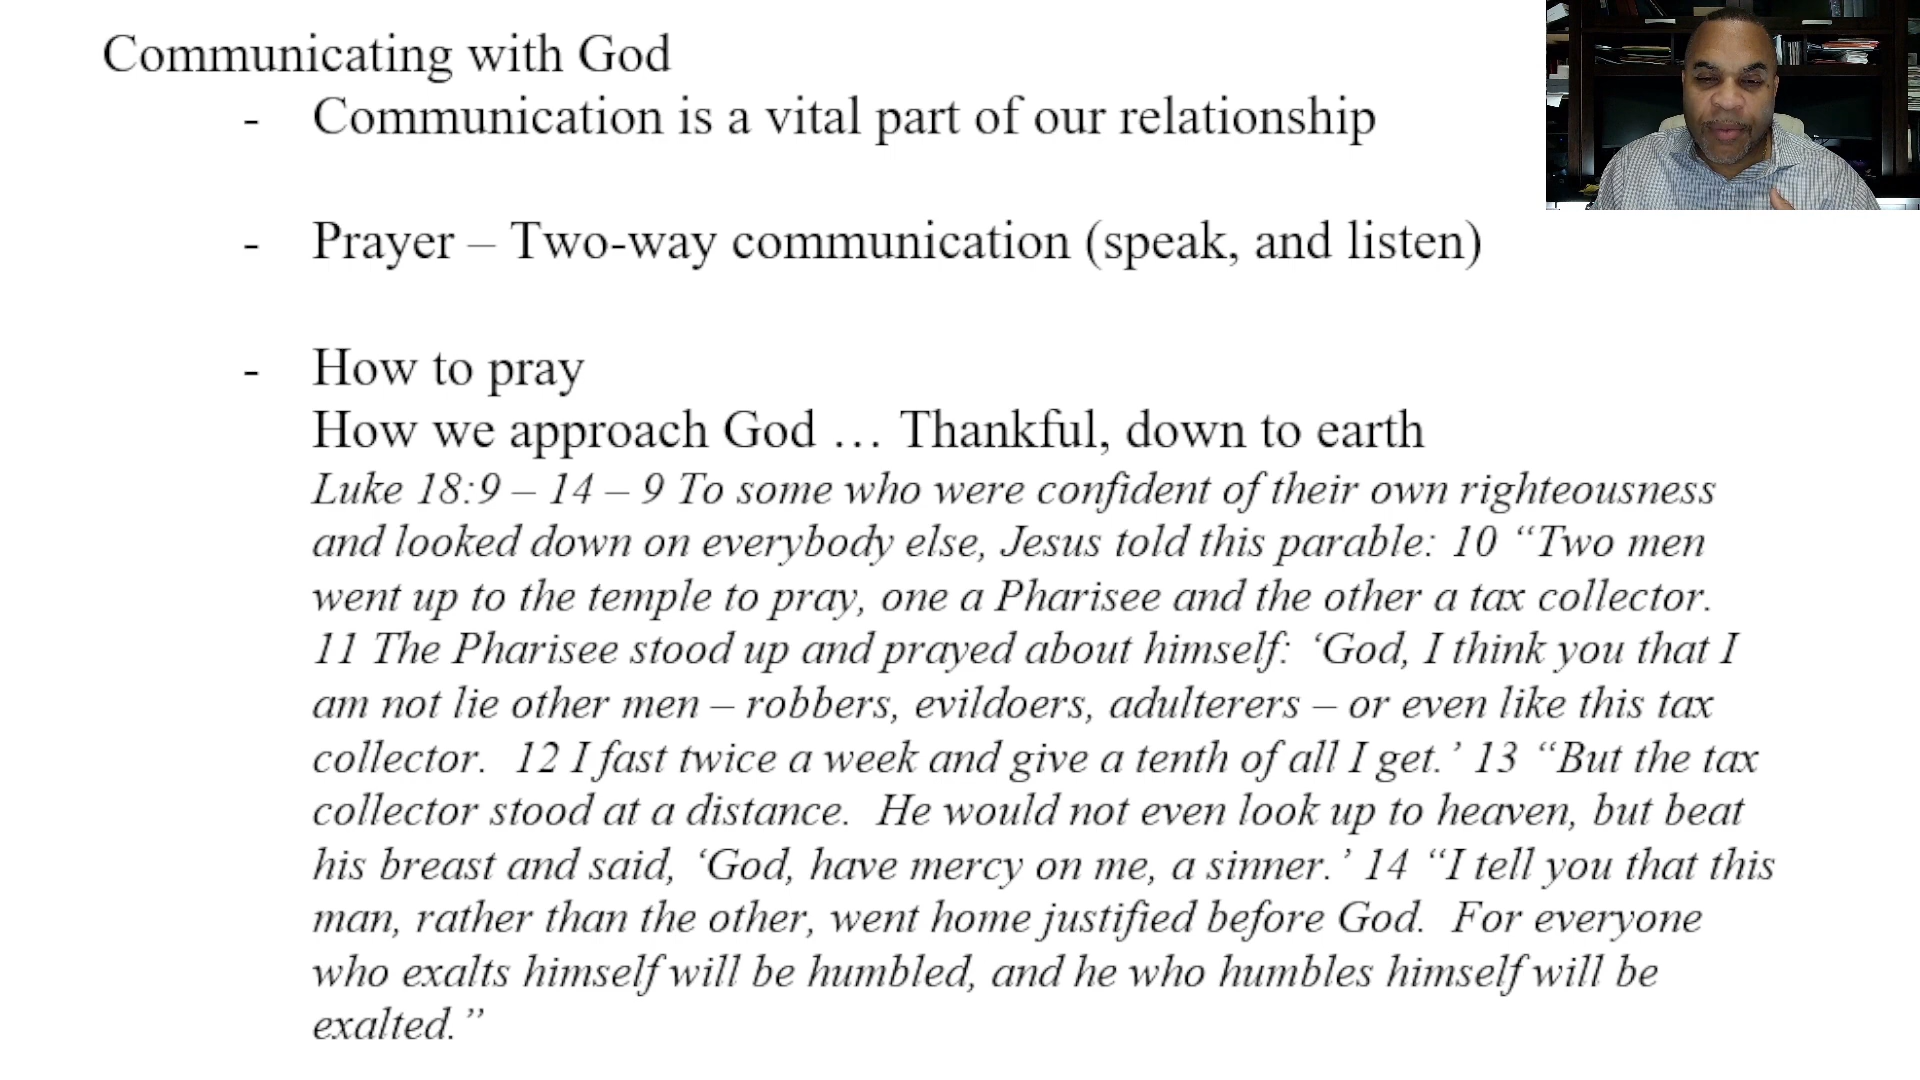 Communicating with God
- Communication is a vital part of our relationship
- Prayer – Two-way communication (speak, and listen)
- How to pray
How we approach God … Thankful, down to earth
Luke 18:9 – 14 – 9 To some who were confident of their own righteousness
and looked down on everybody else, Jesus told this parable: 10 “Two men
went up to the temple to pray, one a Pharisee and the other a tax collector.
11 The Pharisee stood up and prayed about himself: ‘God, I think you that I
am not lie other men – robbers, evildoers, adulterers – or even like this tax
collector.  12 I fast twice a week and give a tenth of all I get.’ 13 “But the tax
collector stood at a distance.  He would not even look up to heaven, but beat
his breast and said, ‘God, have mercy on me, a sinner.’ 14 “I tell you that this
man, rather than the other, went home justified before God.  For everyone
who exalts himself will be humbled, and he who humbles himself will be
exalted.”